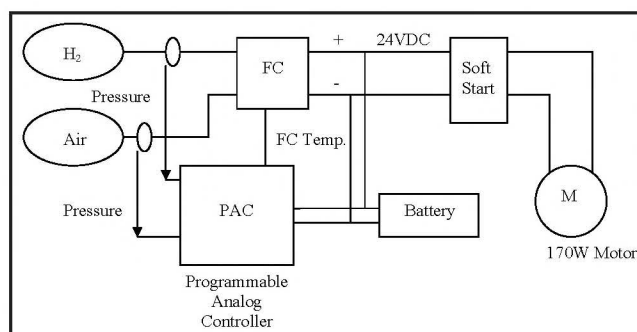 H₂
FC
+
24VDC
-
Soft
Start
Pressure
Air
FC Temp.
Pressure
PAC
Battery
M
170W Motor
Programmable
Analog
Controller